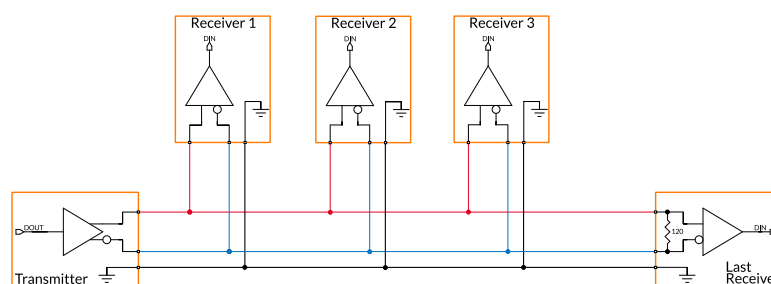 Receiver 1
Receiver 2
Receiver 3
DIN
DIN
DIN
DOUT
120
DIN
Transmitter
Last
Receive